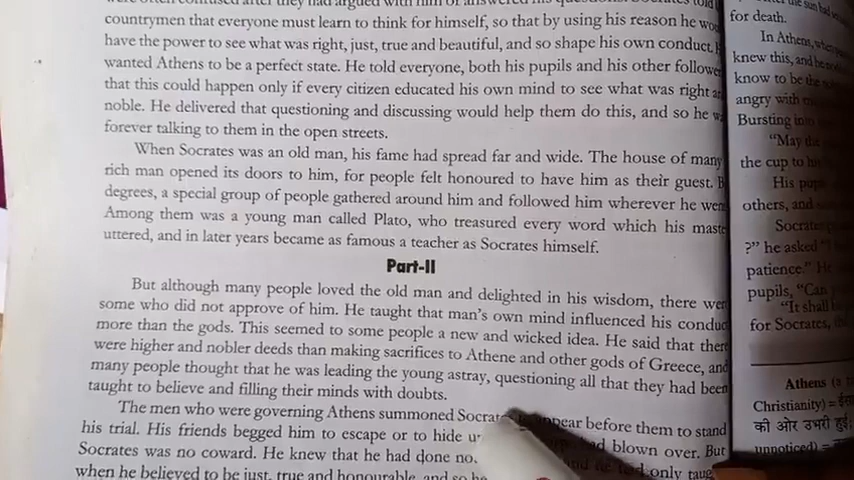 countrymen that everyone must learn to think for himself, so that by using his reason he
have the power to see what was right, just, true and beautiful, and so shape his own conduct.
wanted Athens to be a perfect state. He told everyone, both his pupils and his other
that this could happen only if every citizen educated his own mind to see what was right
noble. He delivered that questioning and discussing would help them do this, and so he
forever talking to them in the open streets.
When Socrates was an old man, his fame had spread far and wide. The house of many
rich man opened its doors to him, for people felt honoured to have him as their guest.
degrees, a special group of people gathered around him and followed him wherever he
Among them was a young man called Plato, who treasured every word which his
uttered, and in later years became as famous a teacher as Socrates himself.
Part-II
But although many people loved the old man and delighted in his wisdom, there
some who did not approve of him. He taught that man's own mind influenced his
more than the gods. This seemed to some people a new and wicked idea. He said that
were higher and nobler deeds than making sacrifices to Athene and other gods of Greece, and
many people thought that he was leading the young astray, questioning all that they had been
taught to believe and filling their minds with doubts.
The men who were governing Athens summoned appear before them to stand
his trial. His friends begged him to escape or to hide had blown over. But
Socrates was no coward. He knew that he had done only
when he believed to be just, true and honourable, and so he
for death.
In Athens,
knew this, and
know to be the
angry with
Bursting into
"May the
the cup to
His
others, and
Socrates
?" he asked
patience."
pupils, "Can
"It shall
for Socrates,
Athens
Christianity) =
की ओर उभरी हुई
unnoticed) =